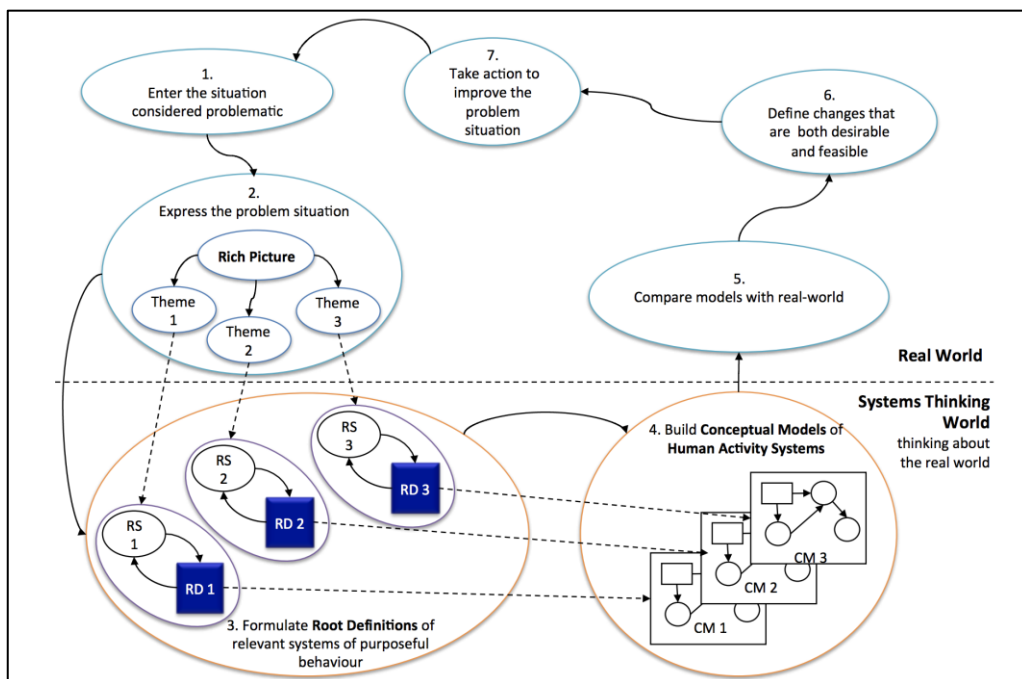 1.
Enter the situation
considered problematic
7.
Take action to
improve the
problem
situation
6.
Define changes that
are both desirable
and feasible
2.
Express the problem situation
Rich Picture
Theme
1
Theme
2
Theme
3
5.
Compare models with real-world
Real World
Systems Thinking
World
thinking about
the real world
RS
1
RD 1
RS
2
RD 2
RS
3
RD 3
3. Formulate Root Definitions of
relevant systems of purposeful
behaviour
4. Build Conceptual Models of
Human Activity Systems
CM 3
CM 2
CM 1